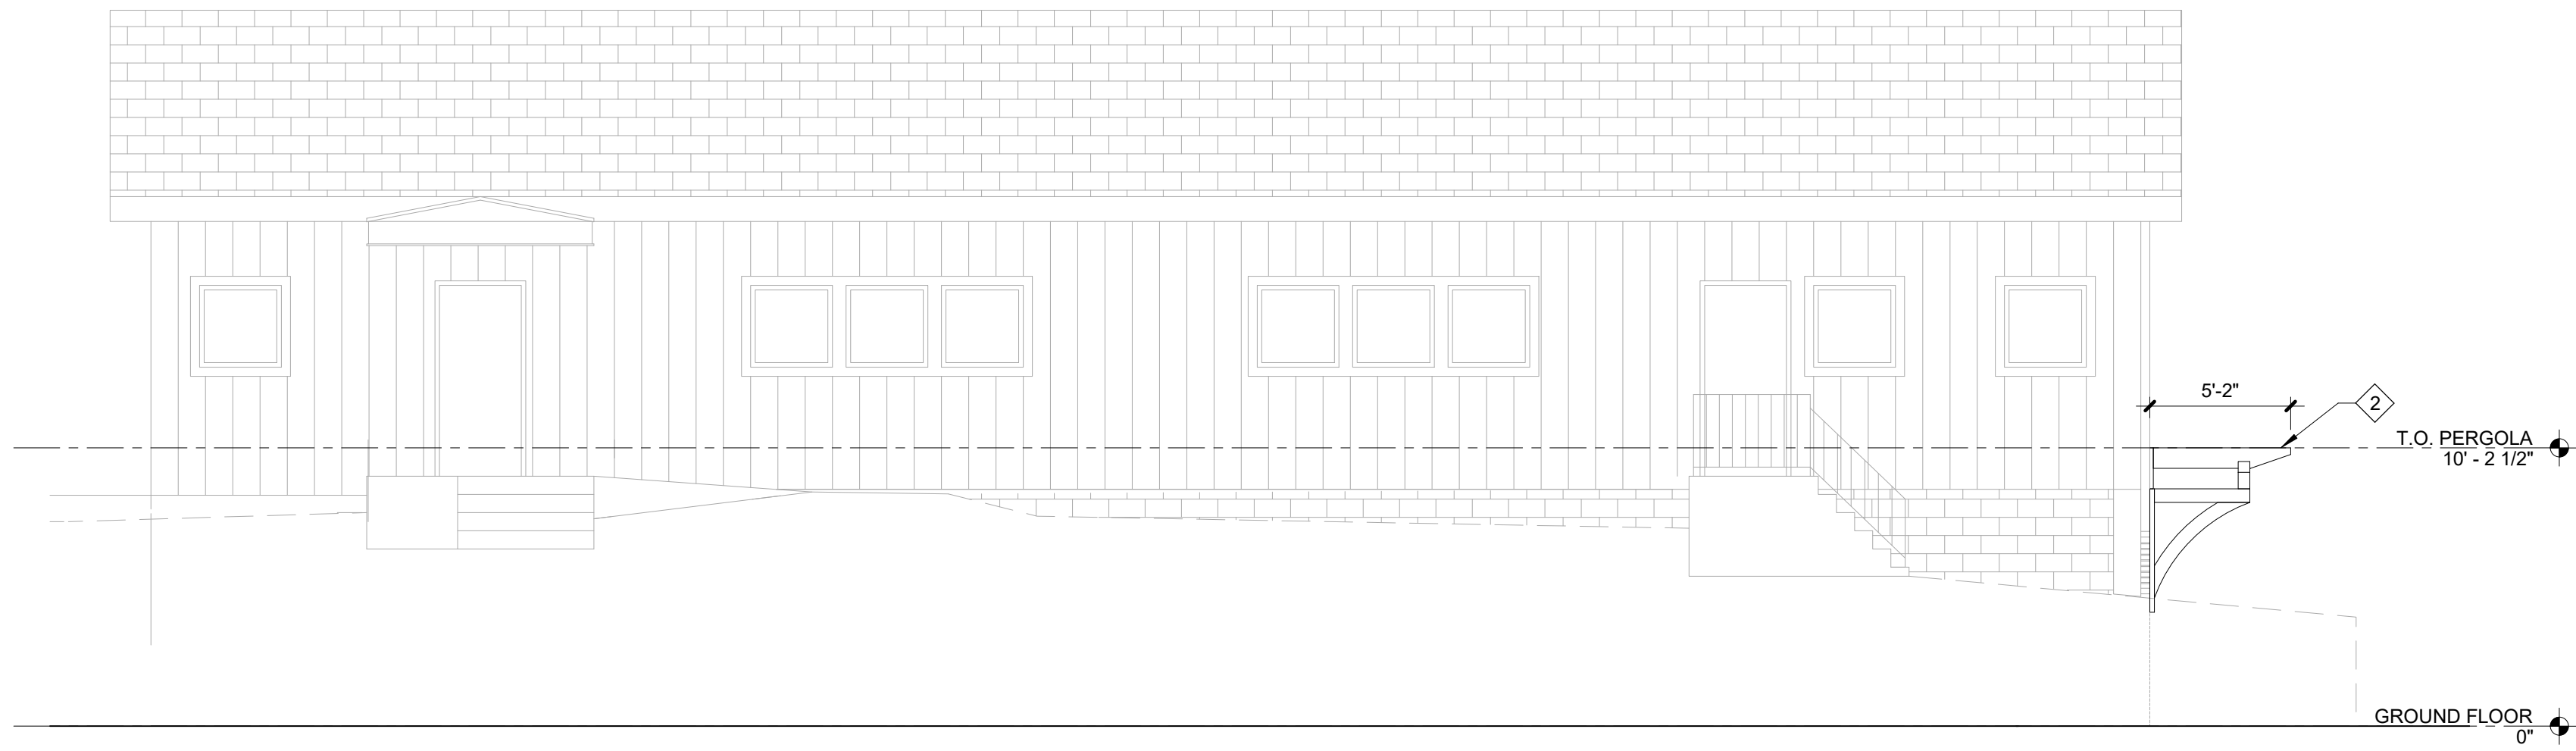 5'-2"
2
T.O. PERGOLA
10' - 2 1/2"
GROUND FLOOR
0"